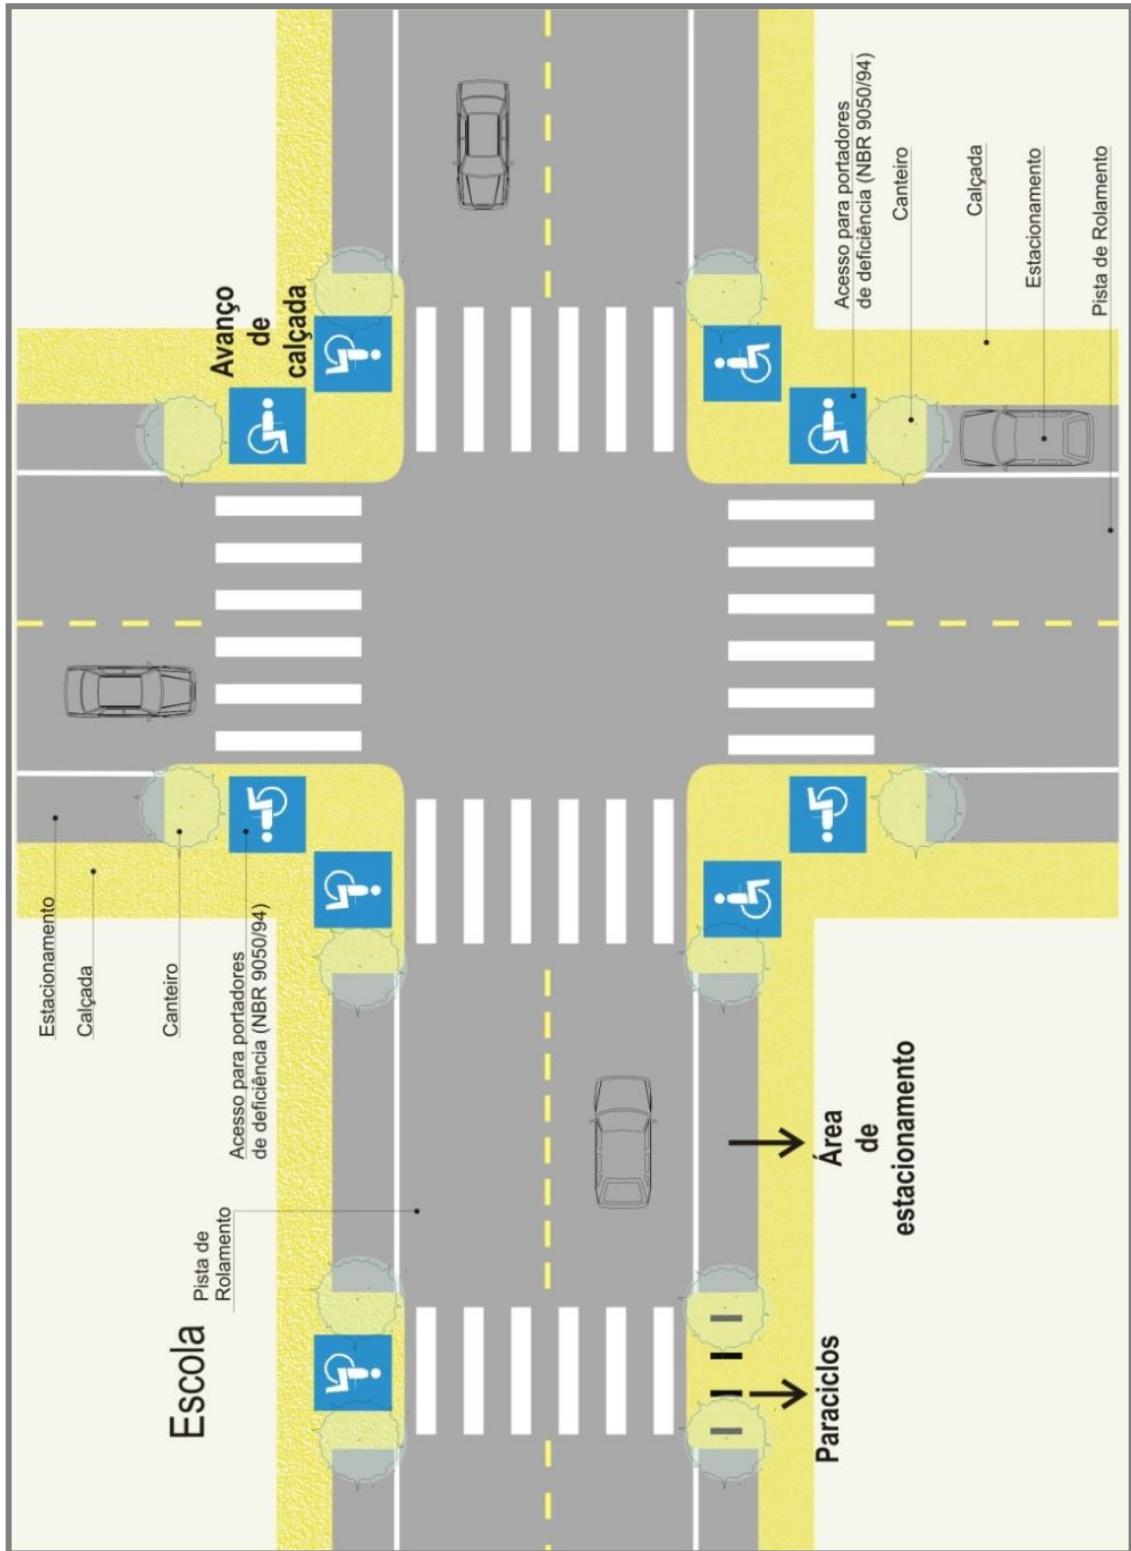 Estacionamento
Calçada
Canteiro
Escola
Pista de
Rolamento
Acesso para portadores
de deficiência (NBR 9050/94)
Avanço
de
calçada
Paraciclos
Área
de
estacionamento
Acesso para portadores
de deficiência (NBR 9050/94)
Canteiro
Calçada
Estacionamento
Pista de Rolamento